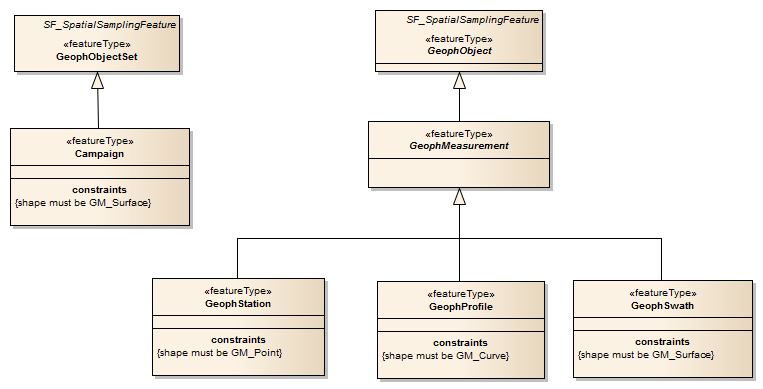 SF_SpatialSamplingFeature
«featureType»
GeophObjectSet
«featureType»
Campaign
constraints
{shape must be GM_Surface}
SF_SpatialSamplingFeature
«featureType»
GeophObject
«featureType»
GeophMeasurement
«featureType»
GeophStation
constraints
{shape must be GM_Point}
«featureType»
GeophProfile
constraints
{shape must be GM_Curve}
«featureType»
GeophSwath
constraints
{shape must be GM_Surface}